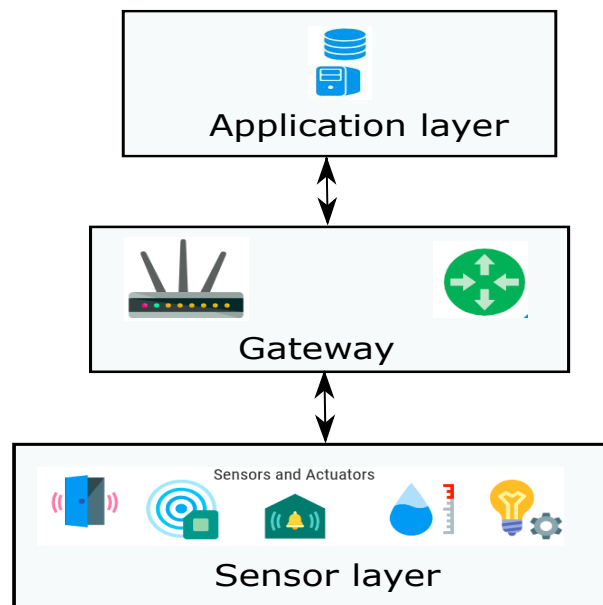 Application layer
Gateway
Sensors and Actuators
Sensor layer